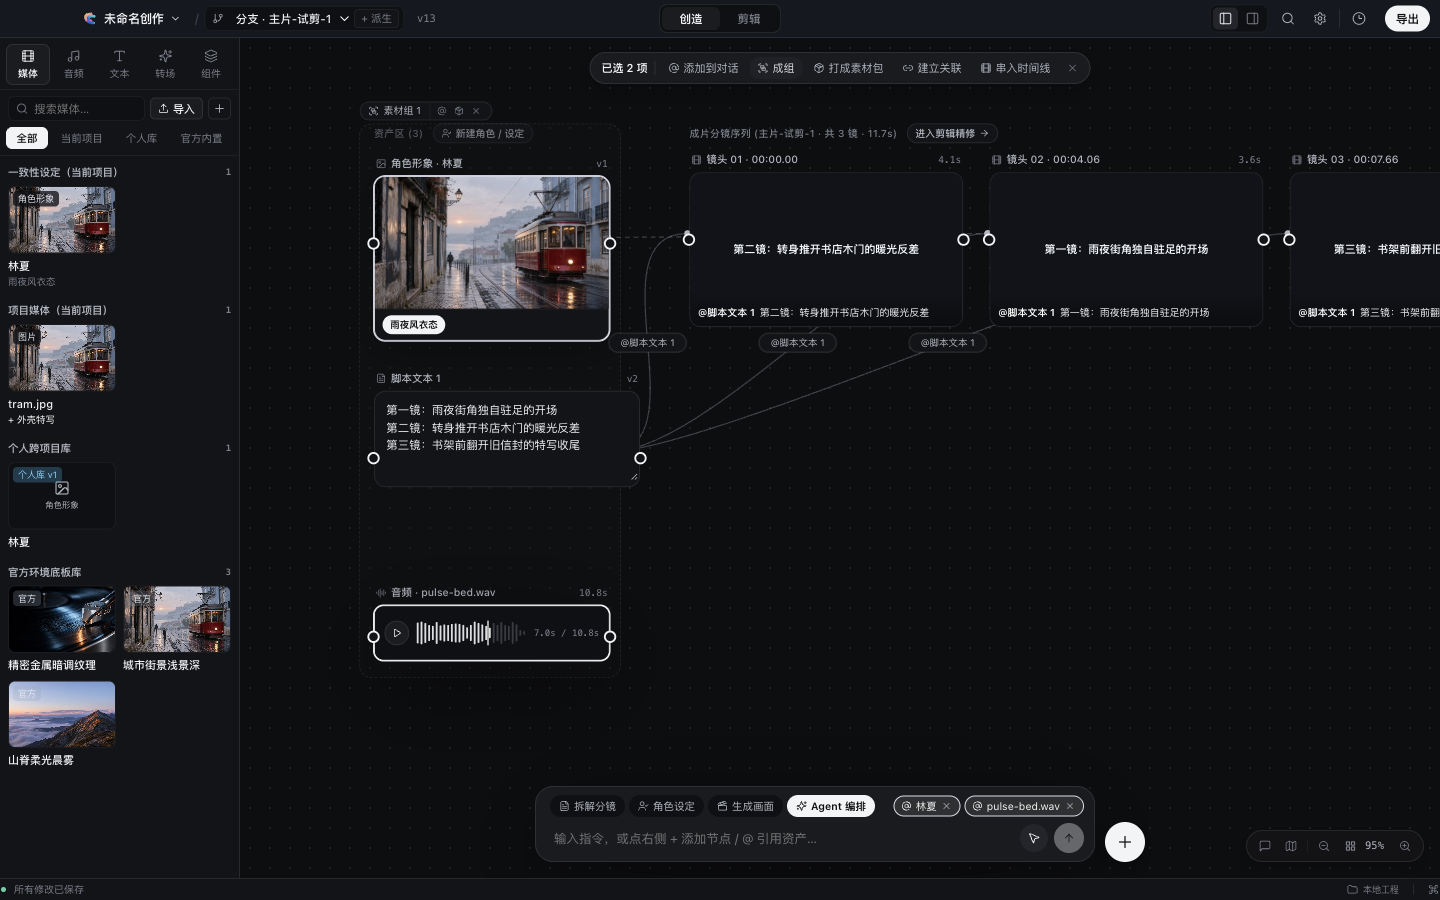 未命名创作
/
分支 · 主片-试剪-1
+ 派生
v13
创造
剪辑
导出
媒体
音频
文本
转场
组件
搜索媒体...
导入
全部
当前项目
个人库
官方内置
一致性设定（当前项目）
1
角色形象
林夏
雨夜风衣态
项目媒体（当前项目）
1
图片
tram.jpg
+ 外壳特写
个人跨项目库
1
个人库 v1
角色形象
林夏
官方环境底板库
3
官方
官方
精密金属暗调纹理
城市街景浅景深
官方
山脊柔光晨雾
已选 2 项
添加到对话
成组
打成素材包
建立关联
串入时间线
素材组 1
资产区 (3)
新建角色 / 设定
角色形象 · 林夏
v1
雨夜风衣态
脚本文本 1
v2
第一镜：雨夜街角独自驻足的开场
第二镜：转身推开书店木门的暖光反差
第三镜：书架前翻开旧信封的特写收尾
音频 · pulse-bed.wav
10.8s
7.0s / 10.8s
成片分镜序列 (主片-试剪-1 · 共 3 镜 · 11.7s)
进入剪辑精修 →
镜头 01 · 00:00.00
4.1s
第二镜：转身推开书店木门的暖光反差
@脚本文本 1 第二镜：转身推开书店木门的暖光反差
镜头 02 · 00:04.06
3.6s
第一镜：雨夜街角独自驻足的开场
@脚本文本 1 第一镜：雨夜街角独自驻足的开场
镜头 03 · 00:07.66
第三镜：书架前翻开旧
@脚本文本 1 第三镜：书架前翻
@脚本文本 1
@脚本文本 1
@脚本文本 1
拆解分镜
角色设定
生成画面
Agent 编排
@ 林夏
@ pulse-bed.wav
输入指令，或点右侧 + 添加节点 / @ 引用资产...
95%
所有修改已保存
本地工程